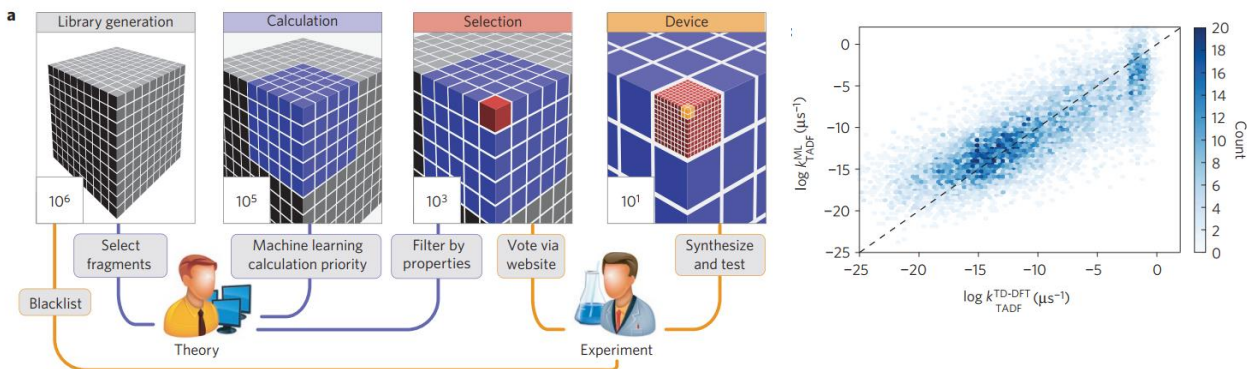 a
Library generation
Calculation
Selection
Device
10⁶
10⁵
10³
10¹
Select
fragments
Machine learning
calculation priority
Filter by
properties
Vote via
website
Synthesize
and test
Blacklist
Theory
Experiment
log k^ML_TADF (μs⁻¹)
0
−5
−10
−15
−20
−25
−25
−20
−15
−10
−5
0
log k^TD-DFT_TADF (μs⁻¹)
20
18
16
14
12
10
8
6
4
2
0
Count